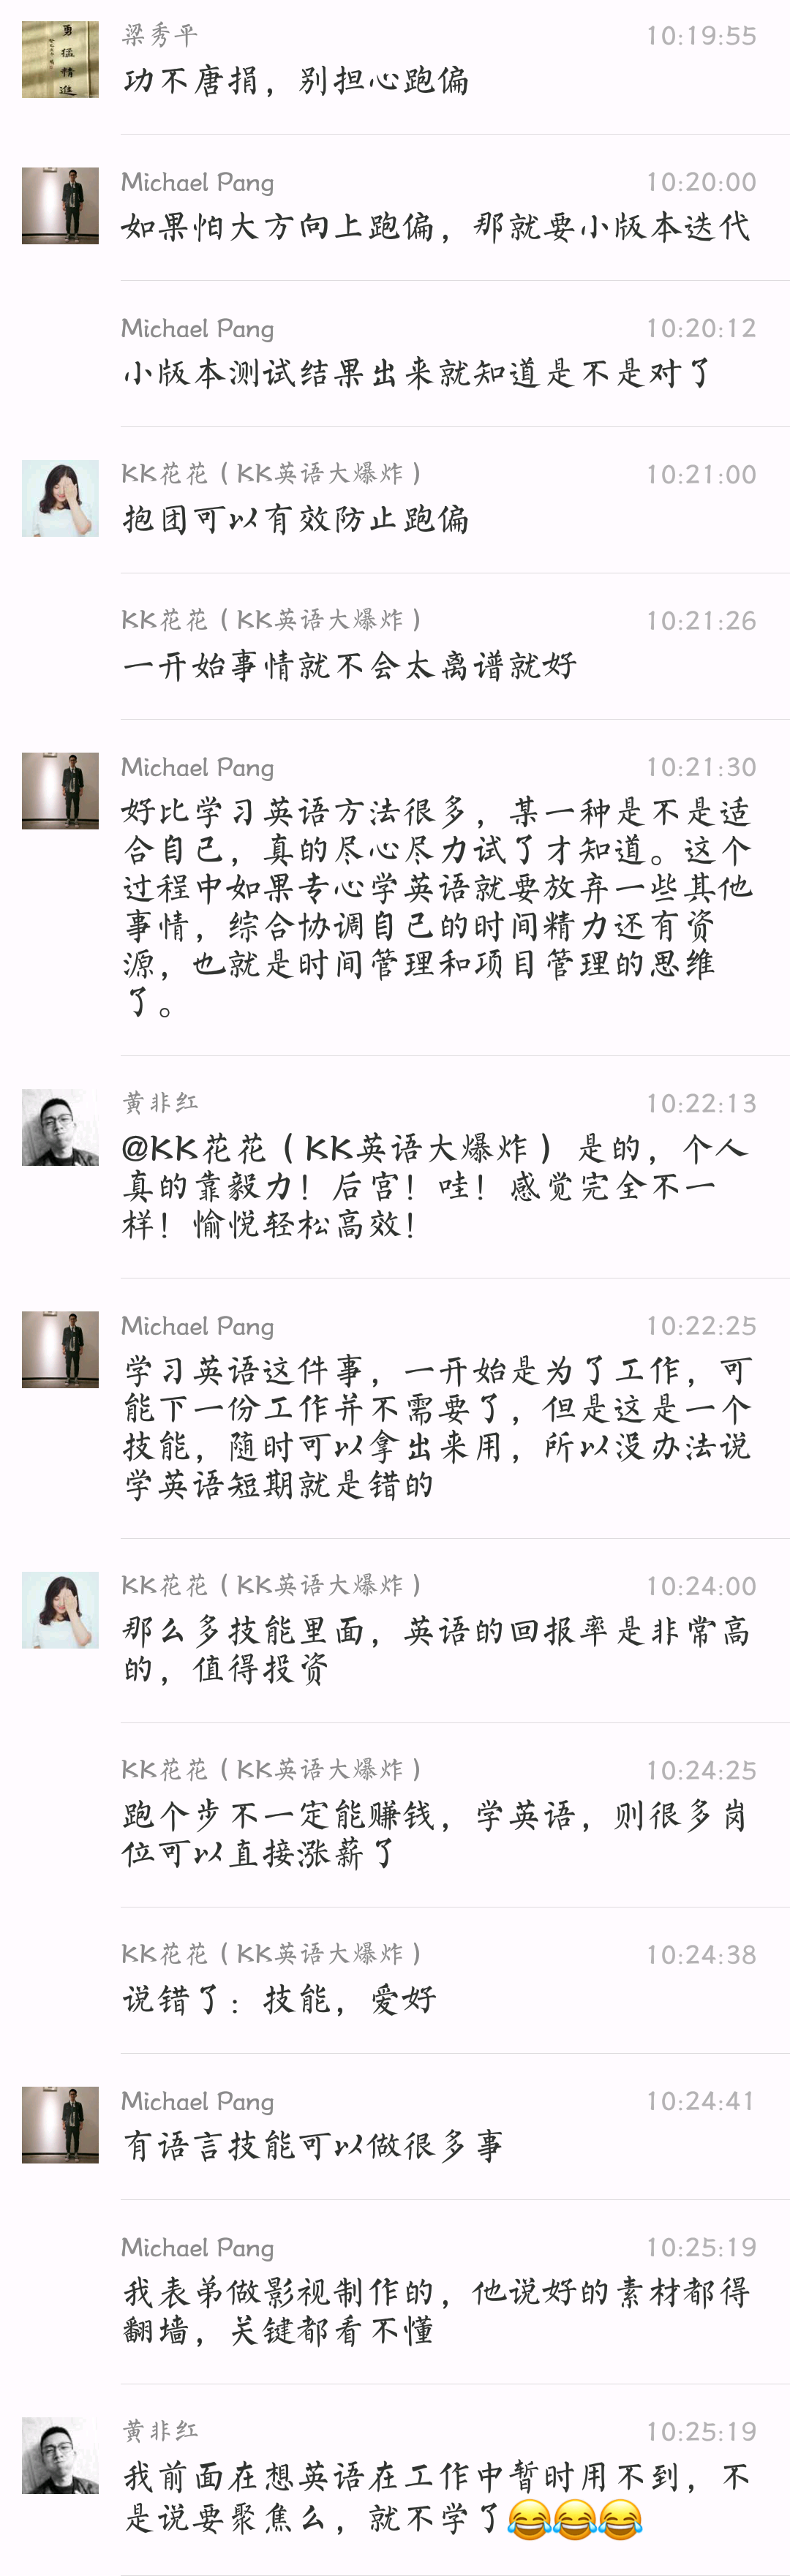 勇猛精進
梁秀平 10:19:55
功不唐捐，别担心跑偏
Michael Pang 10:20:00
如果怕大方向上跑偏，那就要小版本迭代
Michael Pang 10:20:12
小版本测试结果出来就知道是不是对了
KK花花（KK英语大爆炸） 10:21:00
抱团可以有效防止跑偏
KK花花（KK英语大爆炸） 10:21:26
一开始事情就不会太离谱就好
Michael Pang 10:21:30
好比学习英语方法很多，某一种是不是适
合自己，真的尽心尽力试了才知道。这个
过程中如果专心学英语就要放弃一些其他
事情，综合协调自己的时间精力还有资
源，也就是时间管理和项目管理的思维
了。
黄非红 10:22:13
@KK花花（KK英语大爆炸） 是的，个人
真的靠毅力！后宫！哇！感觉完全不一
样！愉悦轻松高效！
Michael Pang 10:22:25
学习英语这件事，一开始是为了工作，可
能下一份工作并不需要了，但是这是一个
技能，随时可以拿出来用，所以没办法说
学英语短期就是错的
KK花花（KK英语大爆炸） 10:24:00
那么多技能里面，英语的回报率是非常高
的，值得投资
KK花花（KK英语大爆炸） 10:24:25
跑个步不一定能赚钱，学英语，则很多岗
位可以直接涨薪了
KK花花（KK英语大爆炸） 10:24:38
说错了：技能，爱好
Michael Pang 10:24:41
有语言技能可以做很多事
Michael Pang 10:25:19
我表弟做影视制作的，他说好的素材都得
翻墙，关键都看不懂
黄非红 10:25:19
我前面在想英语在工作中暂时用不到，不
是说要聚焦么，就不学了😂😂😂